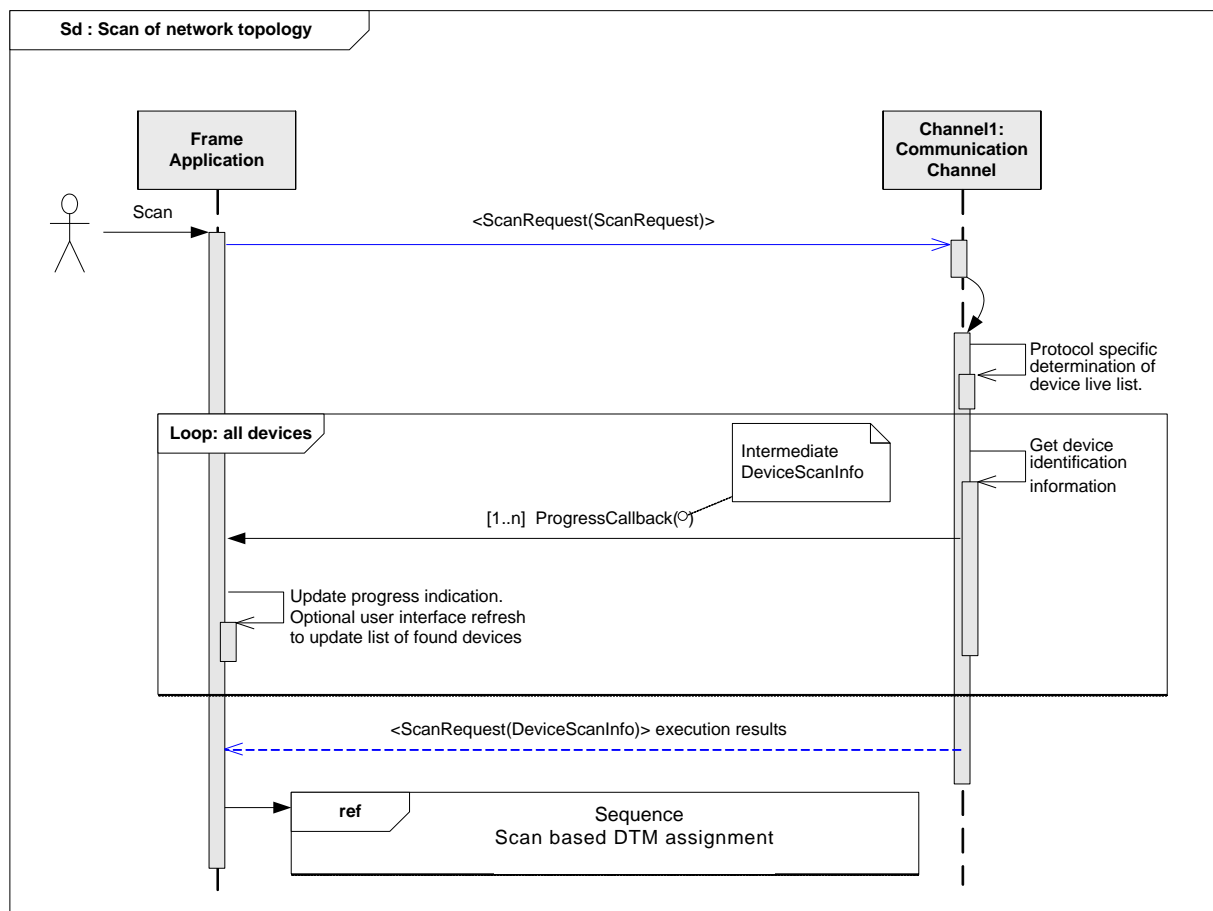 Sd : Scan of network topology
Frame
Application
Channel1:
Communication
Channel
Scan
<ScanRequest(ScanRequest)>
Protocol specific
determination of
device live list.
Loop: all devices
Intermediate
DeviceScanInfo
Get device
identification
information
[1..n] ProgressCallback( )
Update progress indication.
Optional user interface refresh
to update list of found devices
<ScanRequest(DeviceScanInfo)> execution results
ref
Sequence
Scan based DTM assignment